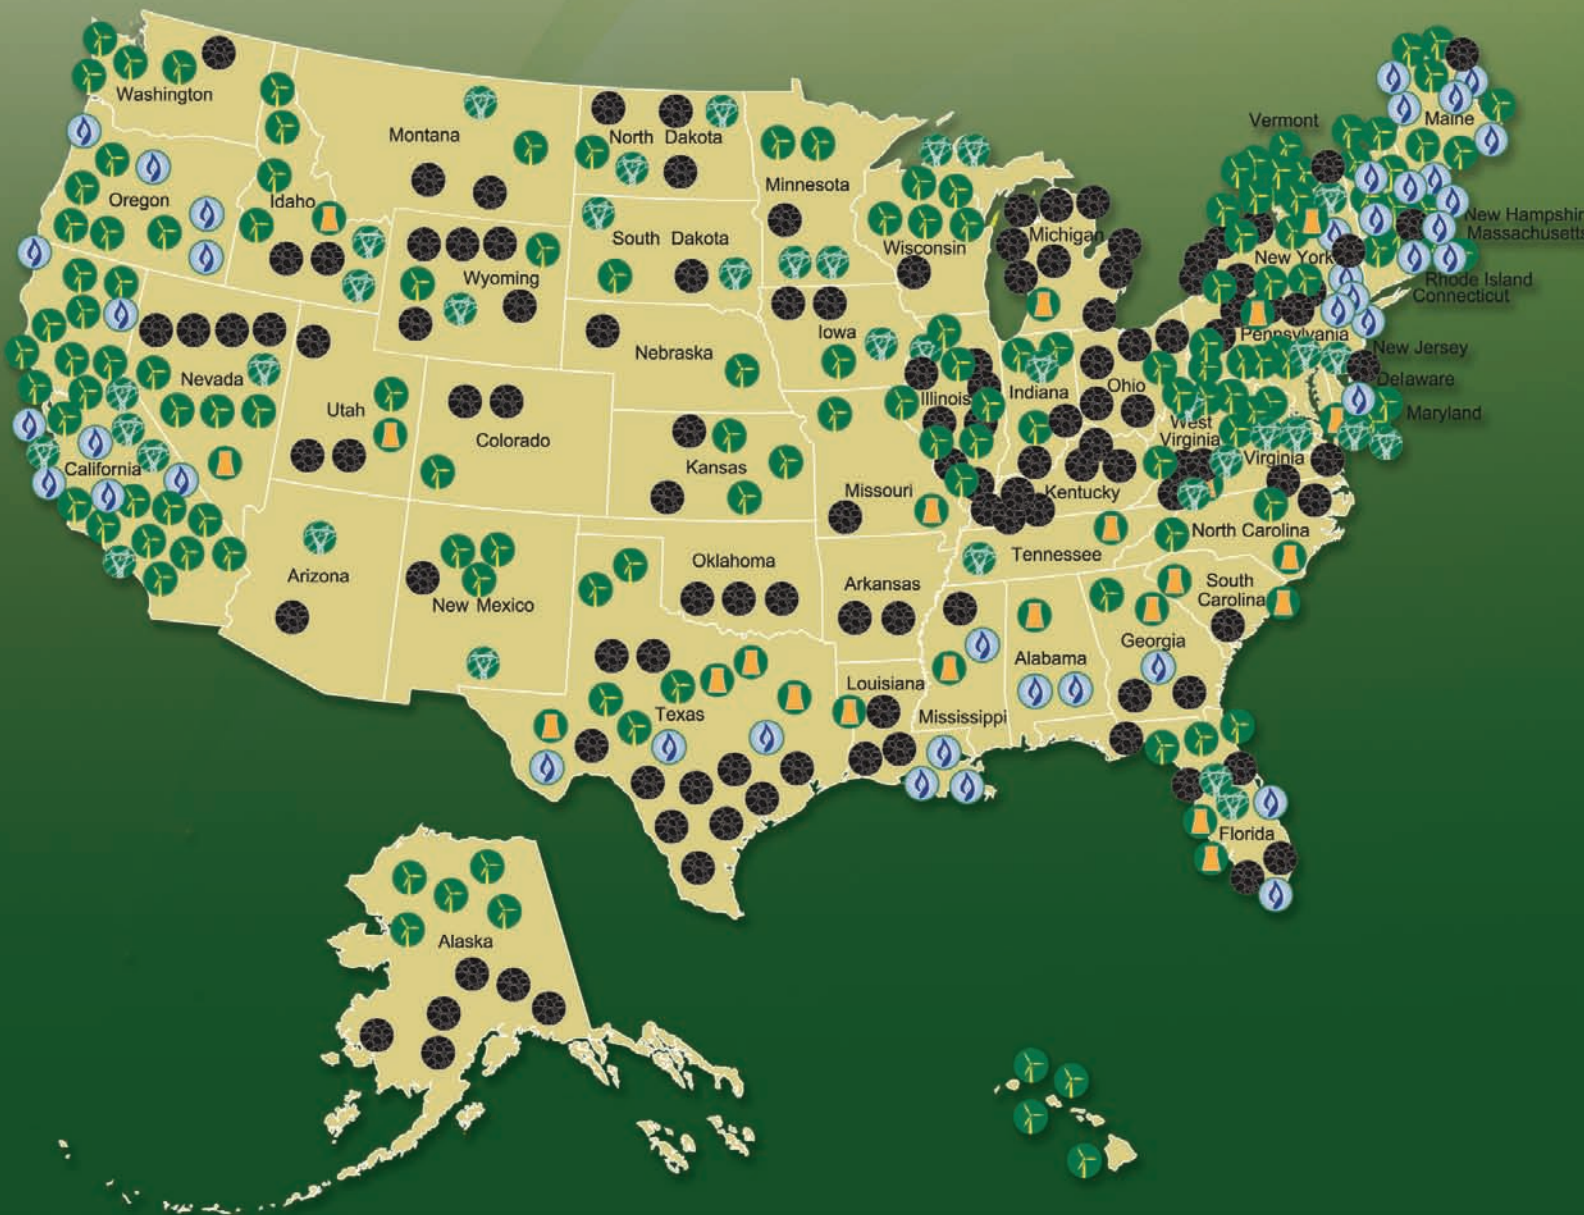 Washington
Montana
North Dakota
Minnesota
Vermont
Maine
Oregon
Idaho
Wisconsin
Michigan
New Hampshire
Massachusetts
South Dakota
Wyoming
New York
Rhode Island
Connecticut
Iowa
Pennsylvania
Nebraska
New Jersey
Nevada
Utah
Illinois
Indiana
Ohio
Delaware
Maryland
Colorado
West
Virginia
Virginia
California
Kansas
Missouri
Kentucky
North Carolina
Tennessee
Arizona
New Mexico
Oklahoma
Arkansas
South
Carolina
Georgia
Alabama
Louisiana
Mississippi
Texas
Florida
Alaska